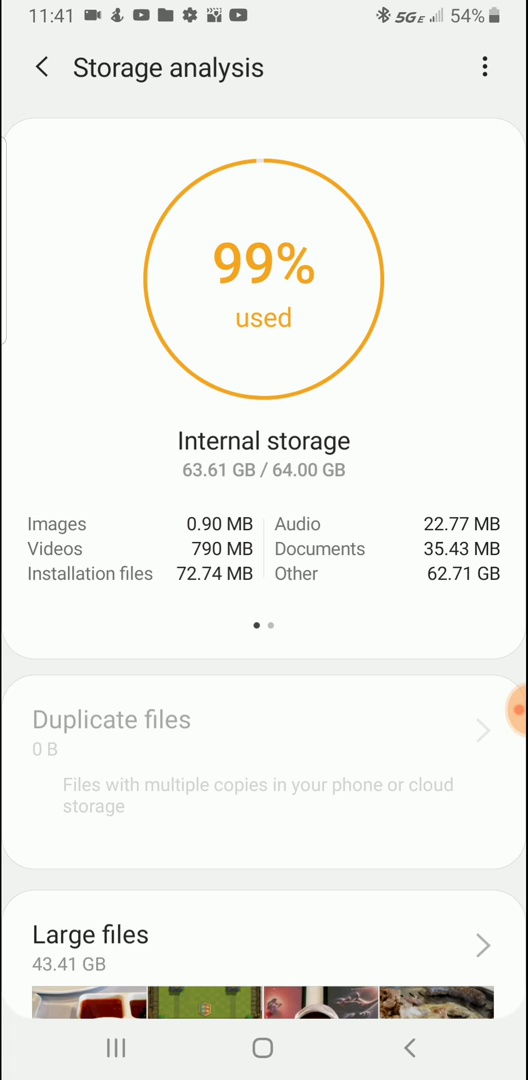 11:41 5GE 54%
Storage analysis
99%
used
Internal storage
63.61 GB / 64.00 GB
Images 0.90 MB Audio 22.77 MB
Videos 790 MB Documents 35.43 MB
Installation files 72.74 MB Other 62.71 GB
Duplicate files
0 B
Files with multiple copies in your phone or cloud
storage
Large files
43.41 GB